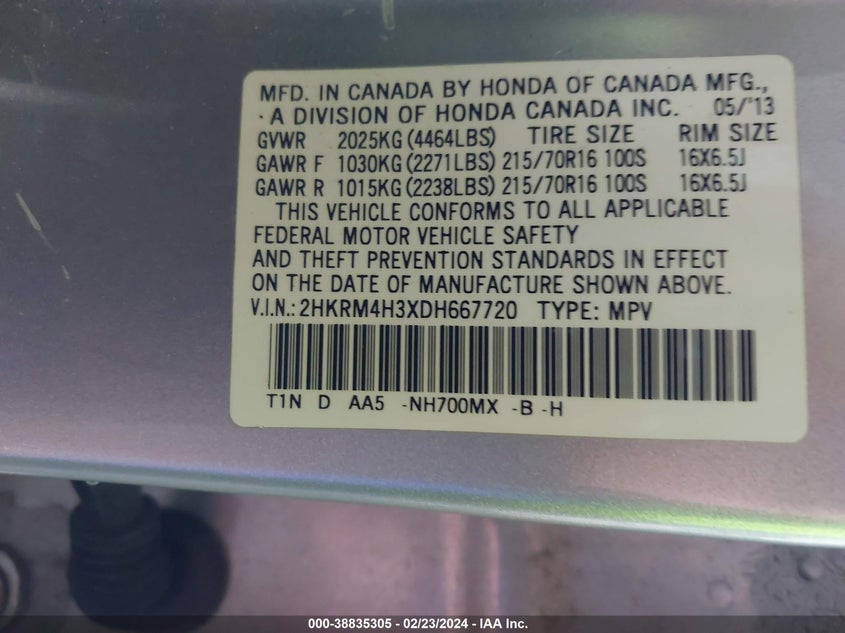 MFD. IN CANADA BY HONDA OF CANADA MFG.,
A DIVISION OF HONDA CANADA INC. 05/'13
GVWR 2025KG (4464LBS) TIRE SIZE RIM SIZE
GAWR F 1030KG (2271LBS) 215/70R16 100S 16X6.5J
GAWR R 1015KG (2238LBS) 215/70R16 100S 16X6.5J
THIS VEHICLE CONFORMS TO ALL APPLICABLE
FEDERAL MOTOR VEHICLE SAFETY
AND THEFT PREVENTION STANDARDS IN EFFECT
ON THE DATE OF MANUFACTURE SHOWN ABOVE.
V.I.N.: 2HKRM4H3XDH667720 TYPE: MPV
T1N D AA5 -NH700MX -B -H
000-38835305 - 02/23/2024 - IAA Inc.